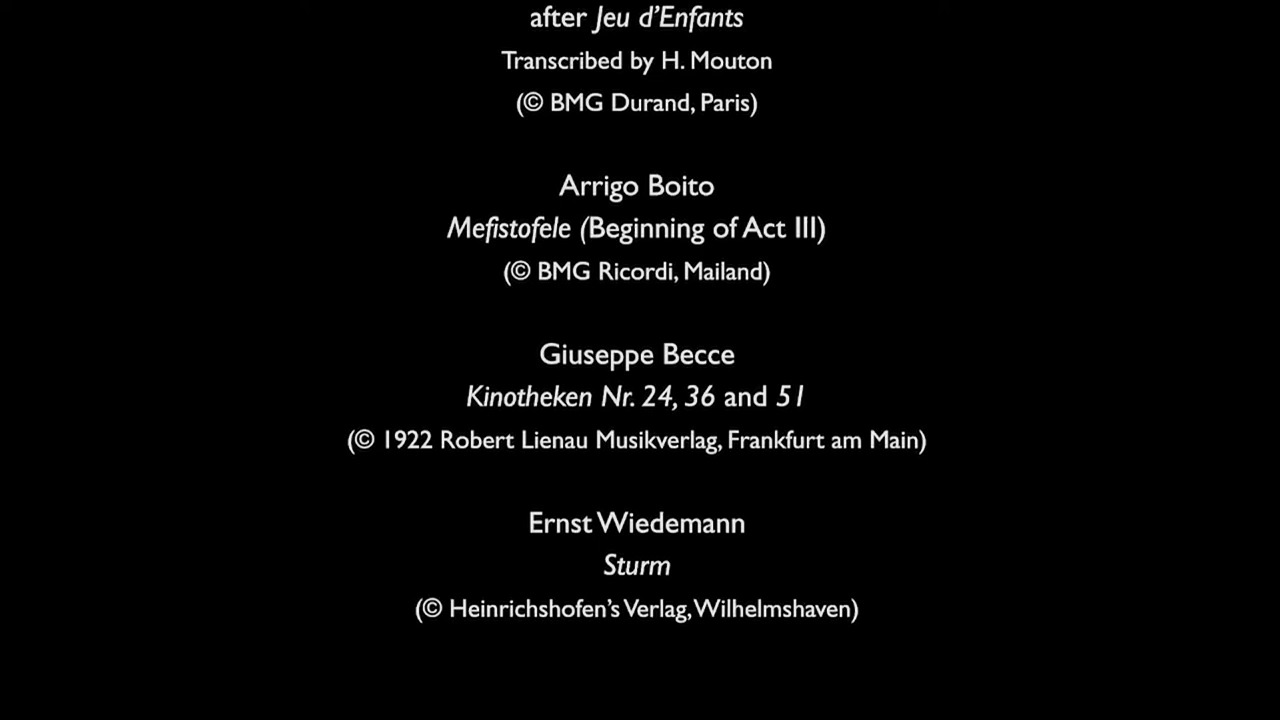 after Jeu d’Enfants
Transcribed by H. Mouton
(© BMG Durand, Paris)
Arrigo Boito
Mefistofele (Beginning of Act III)
(© BMG Ricordi, Mailand)
Giuseppe Becce
Kinotheken Nr. 24, 36 and 51
(© 1922 Robert Lienau Musikverlag, Frankfurt am Main)
Ernst Wiedemann
Sturm
(© Heinrichshofen’s Verlag, Wilhelmshaven)